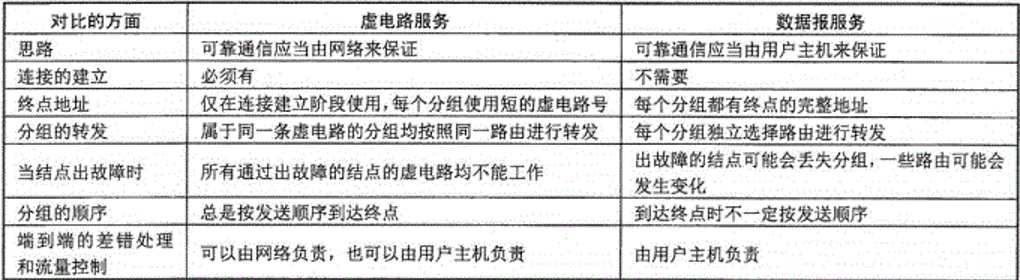 对比的方面 虚电路服务 数据报服务
思路 可靠通信应当由网络来保证 可靠通信应当由用户主机来保证
连接的建立 必须有 不需要
终点地址 仅在连接建立阶段使用,每个分组使用短的虚电路号 每个分组都有终点的完整地址
分组的转发 属于同一条虚电路的分组均按照同一路由进行转发 每个分组独立选择路由进行转发
当结点出故障时 所有通过出故障的结点的虚电路均不能工作 出故障的结点可能会丢失分组,一些路由可能会
发生变化
分组的顺序 总是按发送顺序到达终点 到达终点时不一定按发送顺序
端到端的差错处理
和流量控制 可以由网络负责,也可以由用户主机负责 由用户主机负责